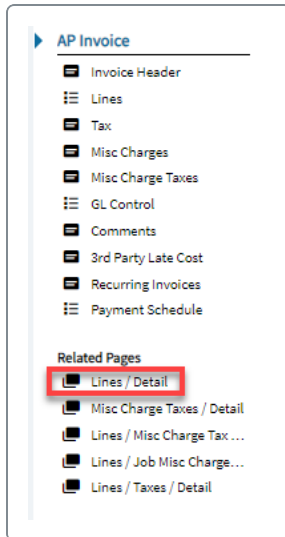 AP Invoice
Invoice Header
Lines
Tax
Misc Charges
Misc Charge Taxes
GL Control
Comments
3rd Party Late Cost
Recurring Invoices
Payment Schedule
Related Pages
Lines / Detail
Misc Charge Taxes / Detail
Lines / Misc Charge Tax ...
Lines / Job Misc Charge...
Lines / Taxes / Detail